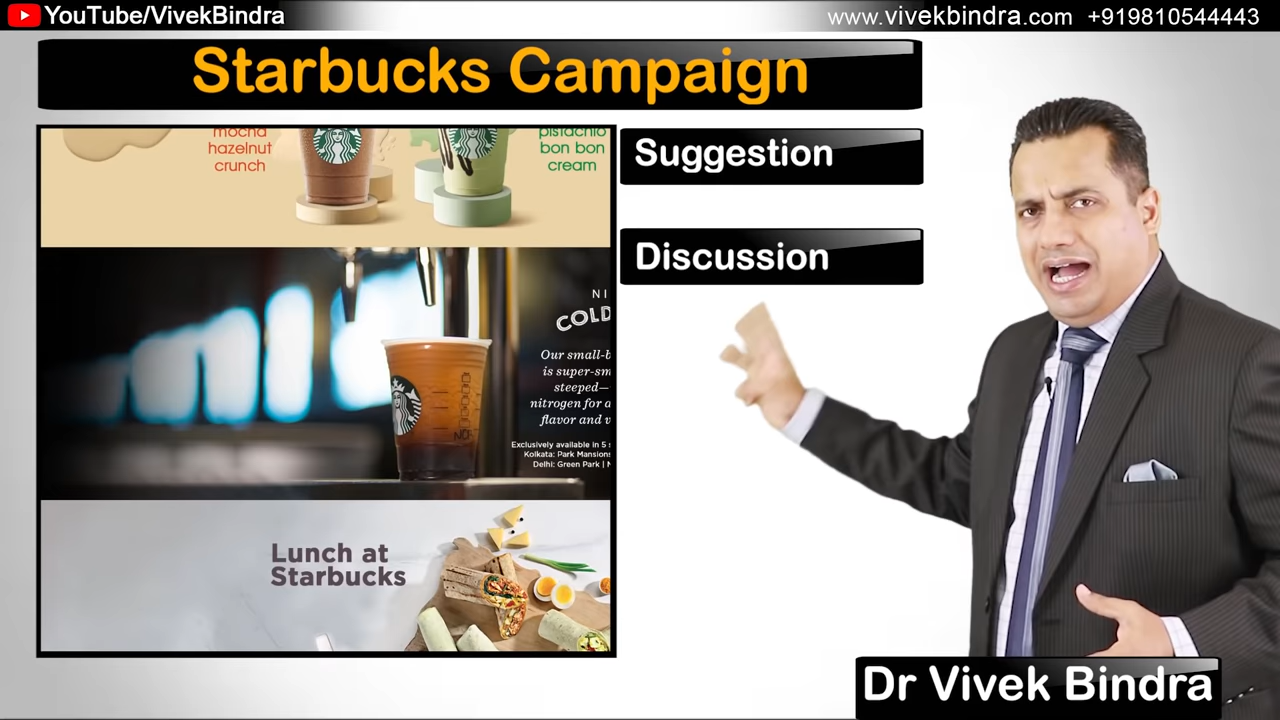 YouTube/VivekBindra
www.vivekbindra.com +919810544443
Starbucks Campaign
mocha
hazelnut
crunch
pistachio
bon bon
cream
Suggestion
Discussion
NI
COLD
Our small-b
is super-sm
steeped—
nitrogen for a
flavor and v
Exclusively available in 5 s
Kolkata: Park Mansions
Delhi: Green Park |
Lunch at
Starbucks
Dr Vivek Bindra